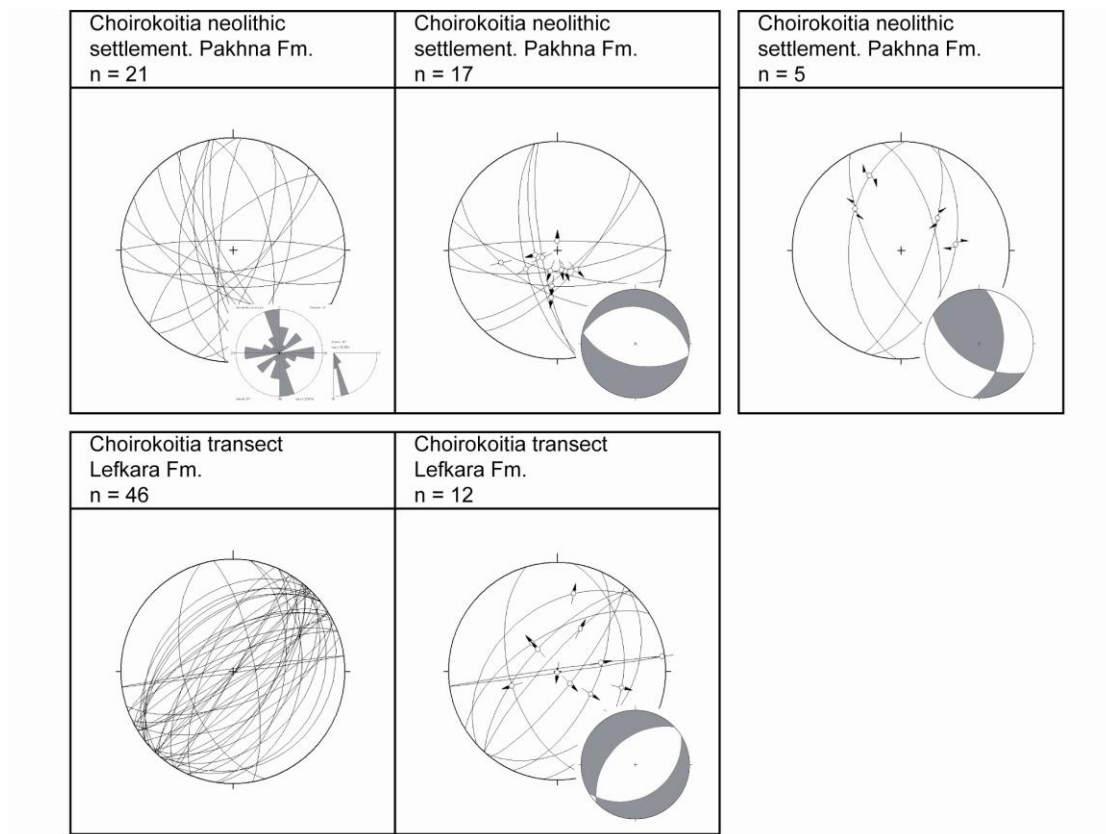 Choirokoitia neolithic
settlement. Pakhna Fm.
n = 21
Choirokoitia neolithic
settlement. Pakhna Fm.
n = 17
Choirokoitia neolithic
settlement. Pakhna Fm.
n = 5
Choirokoitia transect
Lefkara Fm.
n = 46
Choirokoitia transect
Lefkara Fm.
n = 12